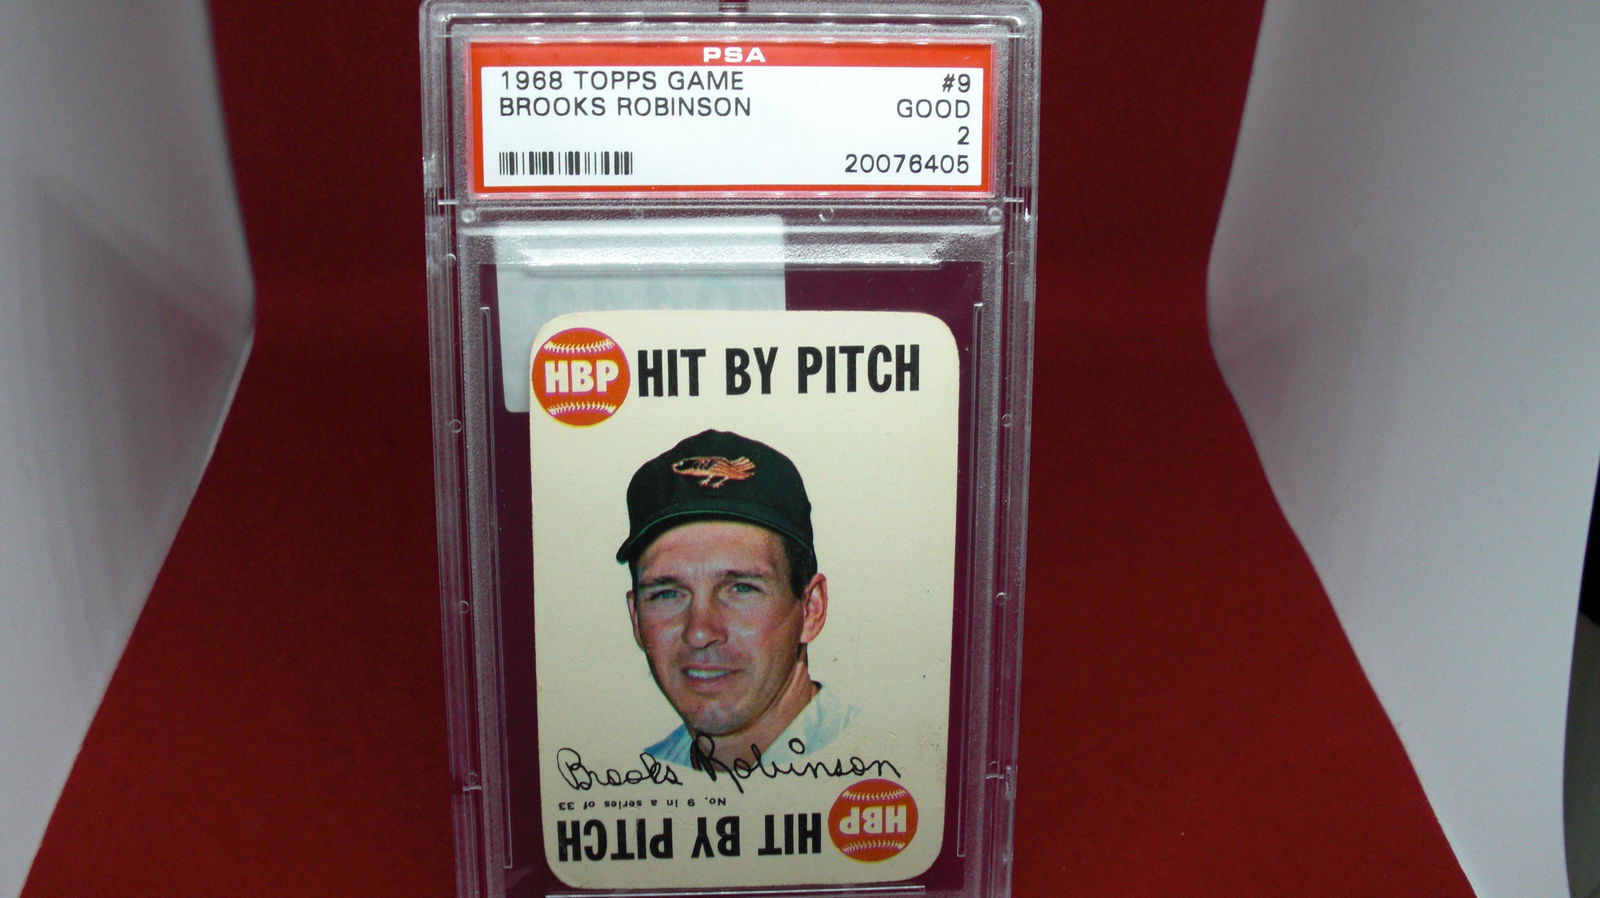 PSA
1968 TOPPS GAME #9
BROOKS ROBINSON GOOD
2
20076405
HBP HIT BY PITCH
Brooks Robinson
No. 9 in a series of 33
HIT BY PITCH HBP